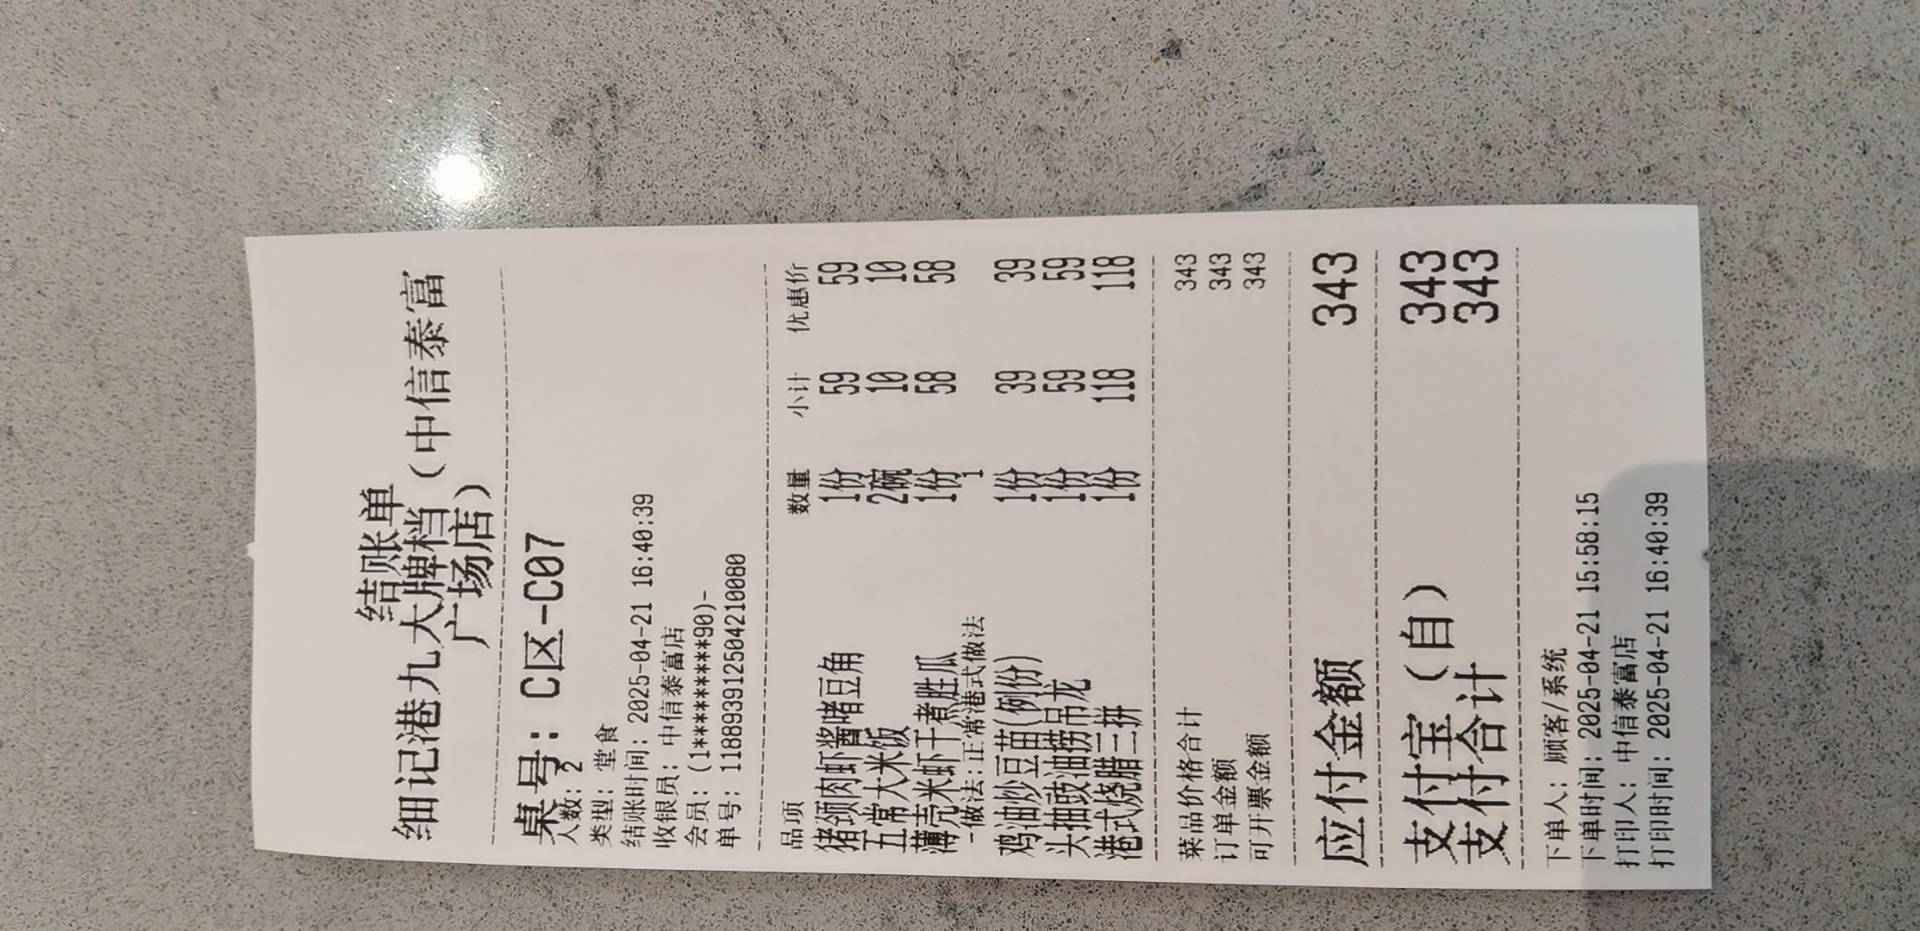 结账单
细记港九大牌档(中信泰富
广场店)
桌号: C区-C07
人数: 2
类型: 堂食
结账时间: 2025-04-21 16:40:39
收银员: 中信泰富店
会员: (1********90)-
单号: 118893912504210080
品项 数量 小计 优惠价
猪颈肉虾酱啫豆角 1份 59 59
五常大米饭 2碗 10 10
薄壳米虾干煮胜瓜 1份 58 58
-做法:正常港式做法 1
鸡油炒豆苗(例份) 1份 39 39
头抽豉油捞吊龙 1份 59 59
港式烧腊三拼 1份 118 118
菜品价格合计 343
订单金额 343
可开票金额 343
应付金额 343
支付宝(自) 343
支付合计 343
下单人: 顾客/系统
下单时间: 2025-04-21 15:58:15
打印人: 中信泰富店
打印时间: 2025-04-21 16:40:39